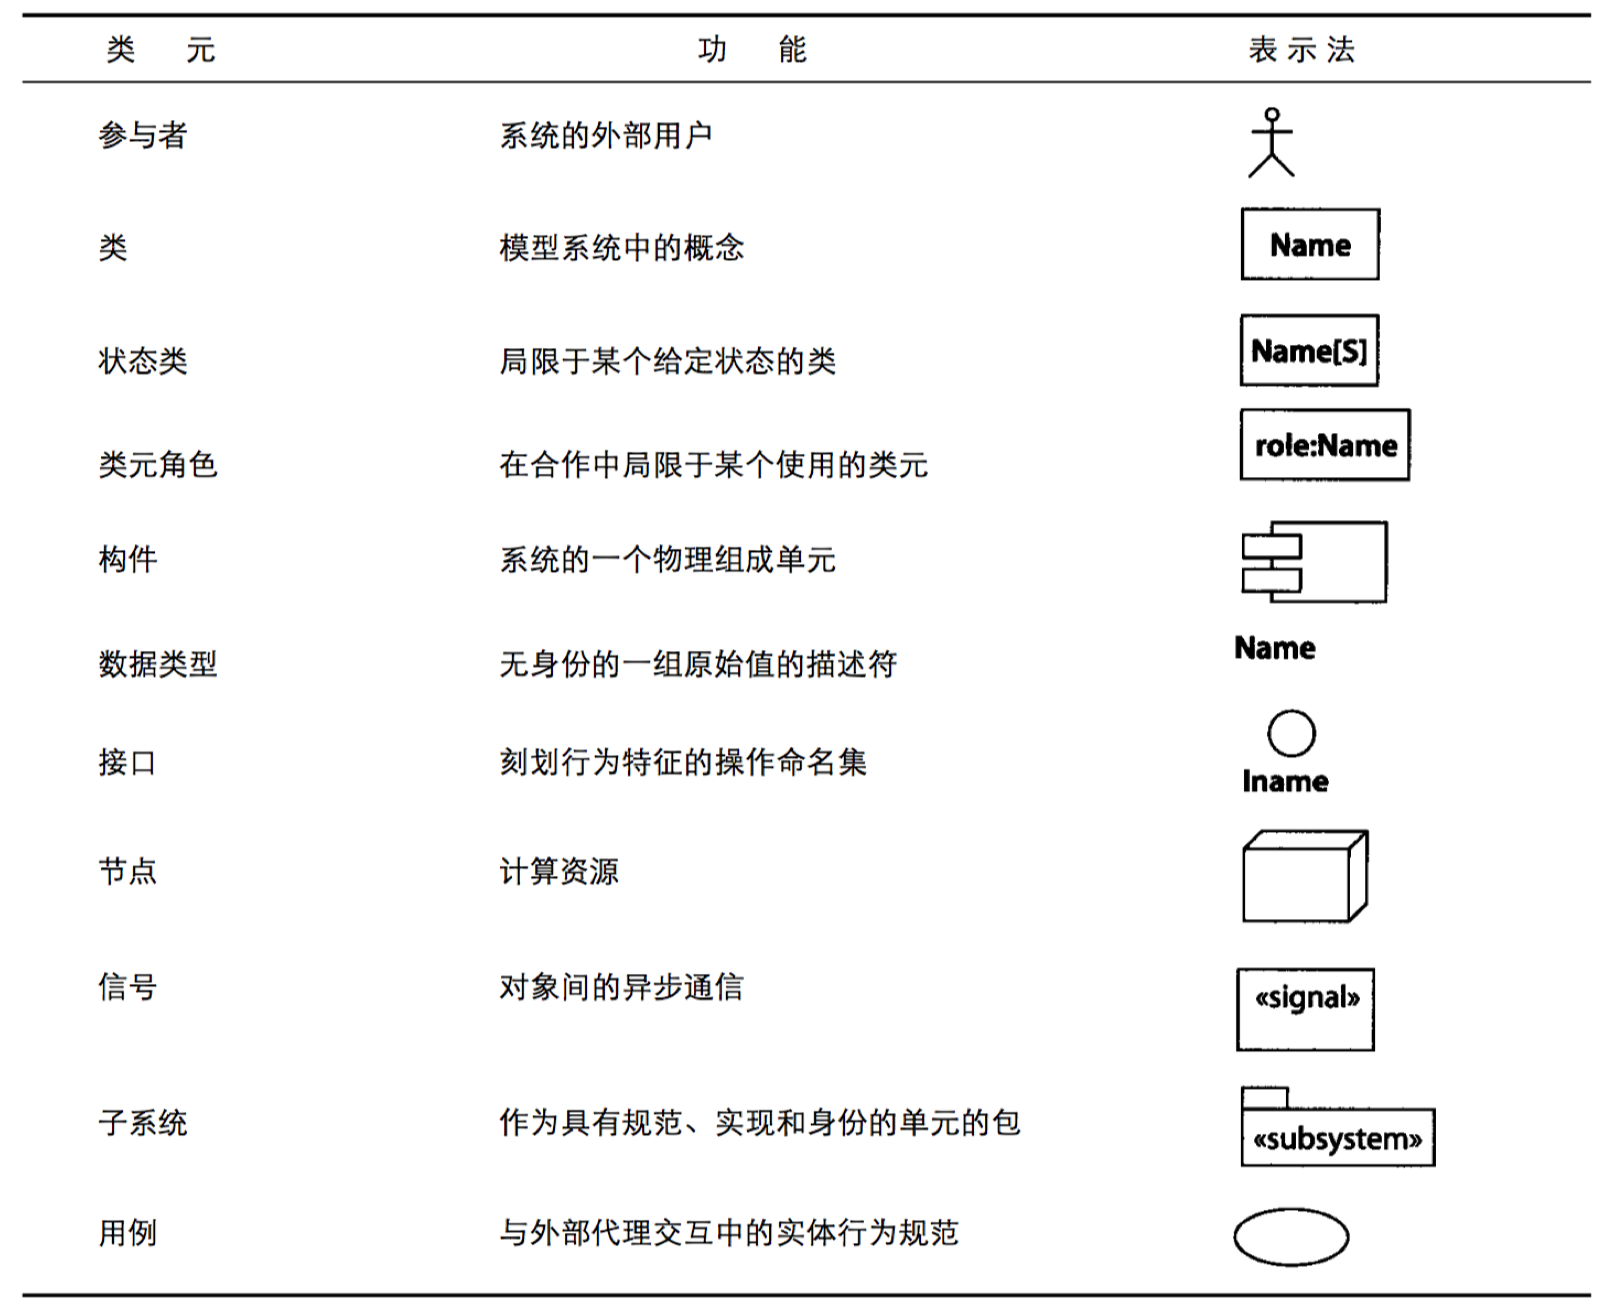 类 元 功 能 表示法
参与者 系统的外部用户
类 模型系统中的概念 Name
状态类 局限于某个给定状态的类 Name[S]
类元角色 在合作中局限于某个使用的类元 role:Name
构件 系统的一个物理组成单元
数据类型 无身份的一组原始值的描述符 Name
接口 刻划行为特征的操作命名集 Iname
节点 计算资源
信号 对象间的异步通信 «signal»
子系统 作为具有规范、实现和身份的单元的包 «subsystem»
用例 与外部代理交互中的实体行为规范